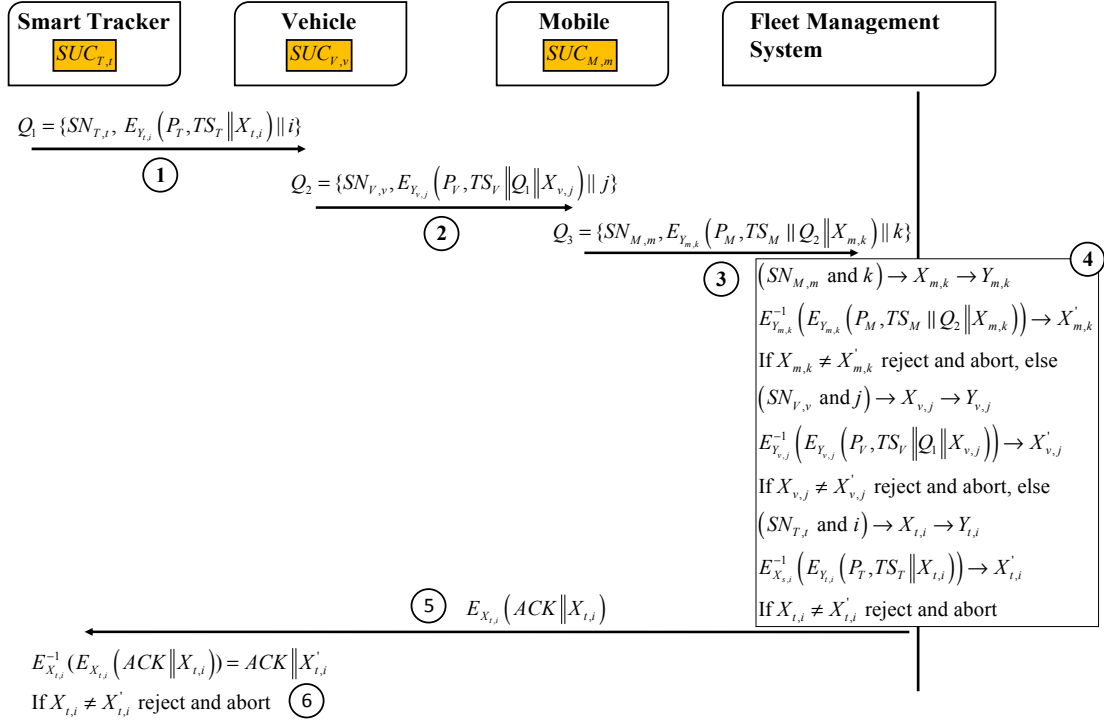 Smart Tracker
SUC_{T,t}
Vehicle
SUC_{V,v}
Mobile
SUC_{M,m}
Fleet Management
System
Q_1 = {SN_{T,t}, E_{Y_{t,i}}(P_T, TS_T ‖ X_{t,i}) || i}
1
Q_2 = {SN_{V,v}, E_{Y_{v,j}}(P_V, TS_V ‖ Q_1 ‖ X_{v,j}) || j}
2
Q_3 = {SN_{M,m}, E_{Y_{m,k}}(P_M, TS_M || Q_2 ‖ X_{m,k}) || k}
3
4
(SN_{M,m} and k) → X_{m,k} → Y_{m,k}
E^{-1}_{Y_{m,k}}(E_{Y_{m,k}}(P_M, TS_M || Q_2 ‖ X_{m,k})) → X'_{m,k}
If X_{m,k} ≠ X'_{m,k} reject and abort, else
(SN_{V,v} and j) → X_{v,j} → Y_{v,j}
E^{-1}_{Y_{v,j}}(E_{Y_{v,j}}(P_V, TS_V ‖ Q_1 ‖ X_{v,j})) → X'_{v,j}
If X_{v,j} ≠ X'_{v,j} reject and abort, else
(SN_{T,t} and i) → X_{t,i} → Y_{t,i}
E^{-1}_{X_{s,i}}(E_{Y_{t,i}}(P_T, TS_T ‖ X_{t,i})) → X'_{t,i}
If X_{t,i} ≠ X'_{t,i} reject and abort
5 E_{X_{t,i}}(ACK ‖ X_{t,i})
E^{-1}_{X_{t,i}}(E_{X_{t,i}}(ACK ‖ X_{t,i})) = ACK ‖ X'_{t,i}
If X_{t,i} ≠ X'_{t,i} reject and abort 6